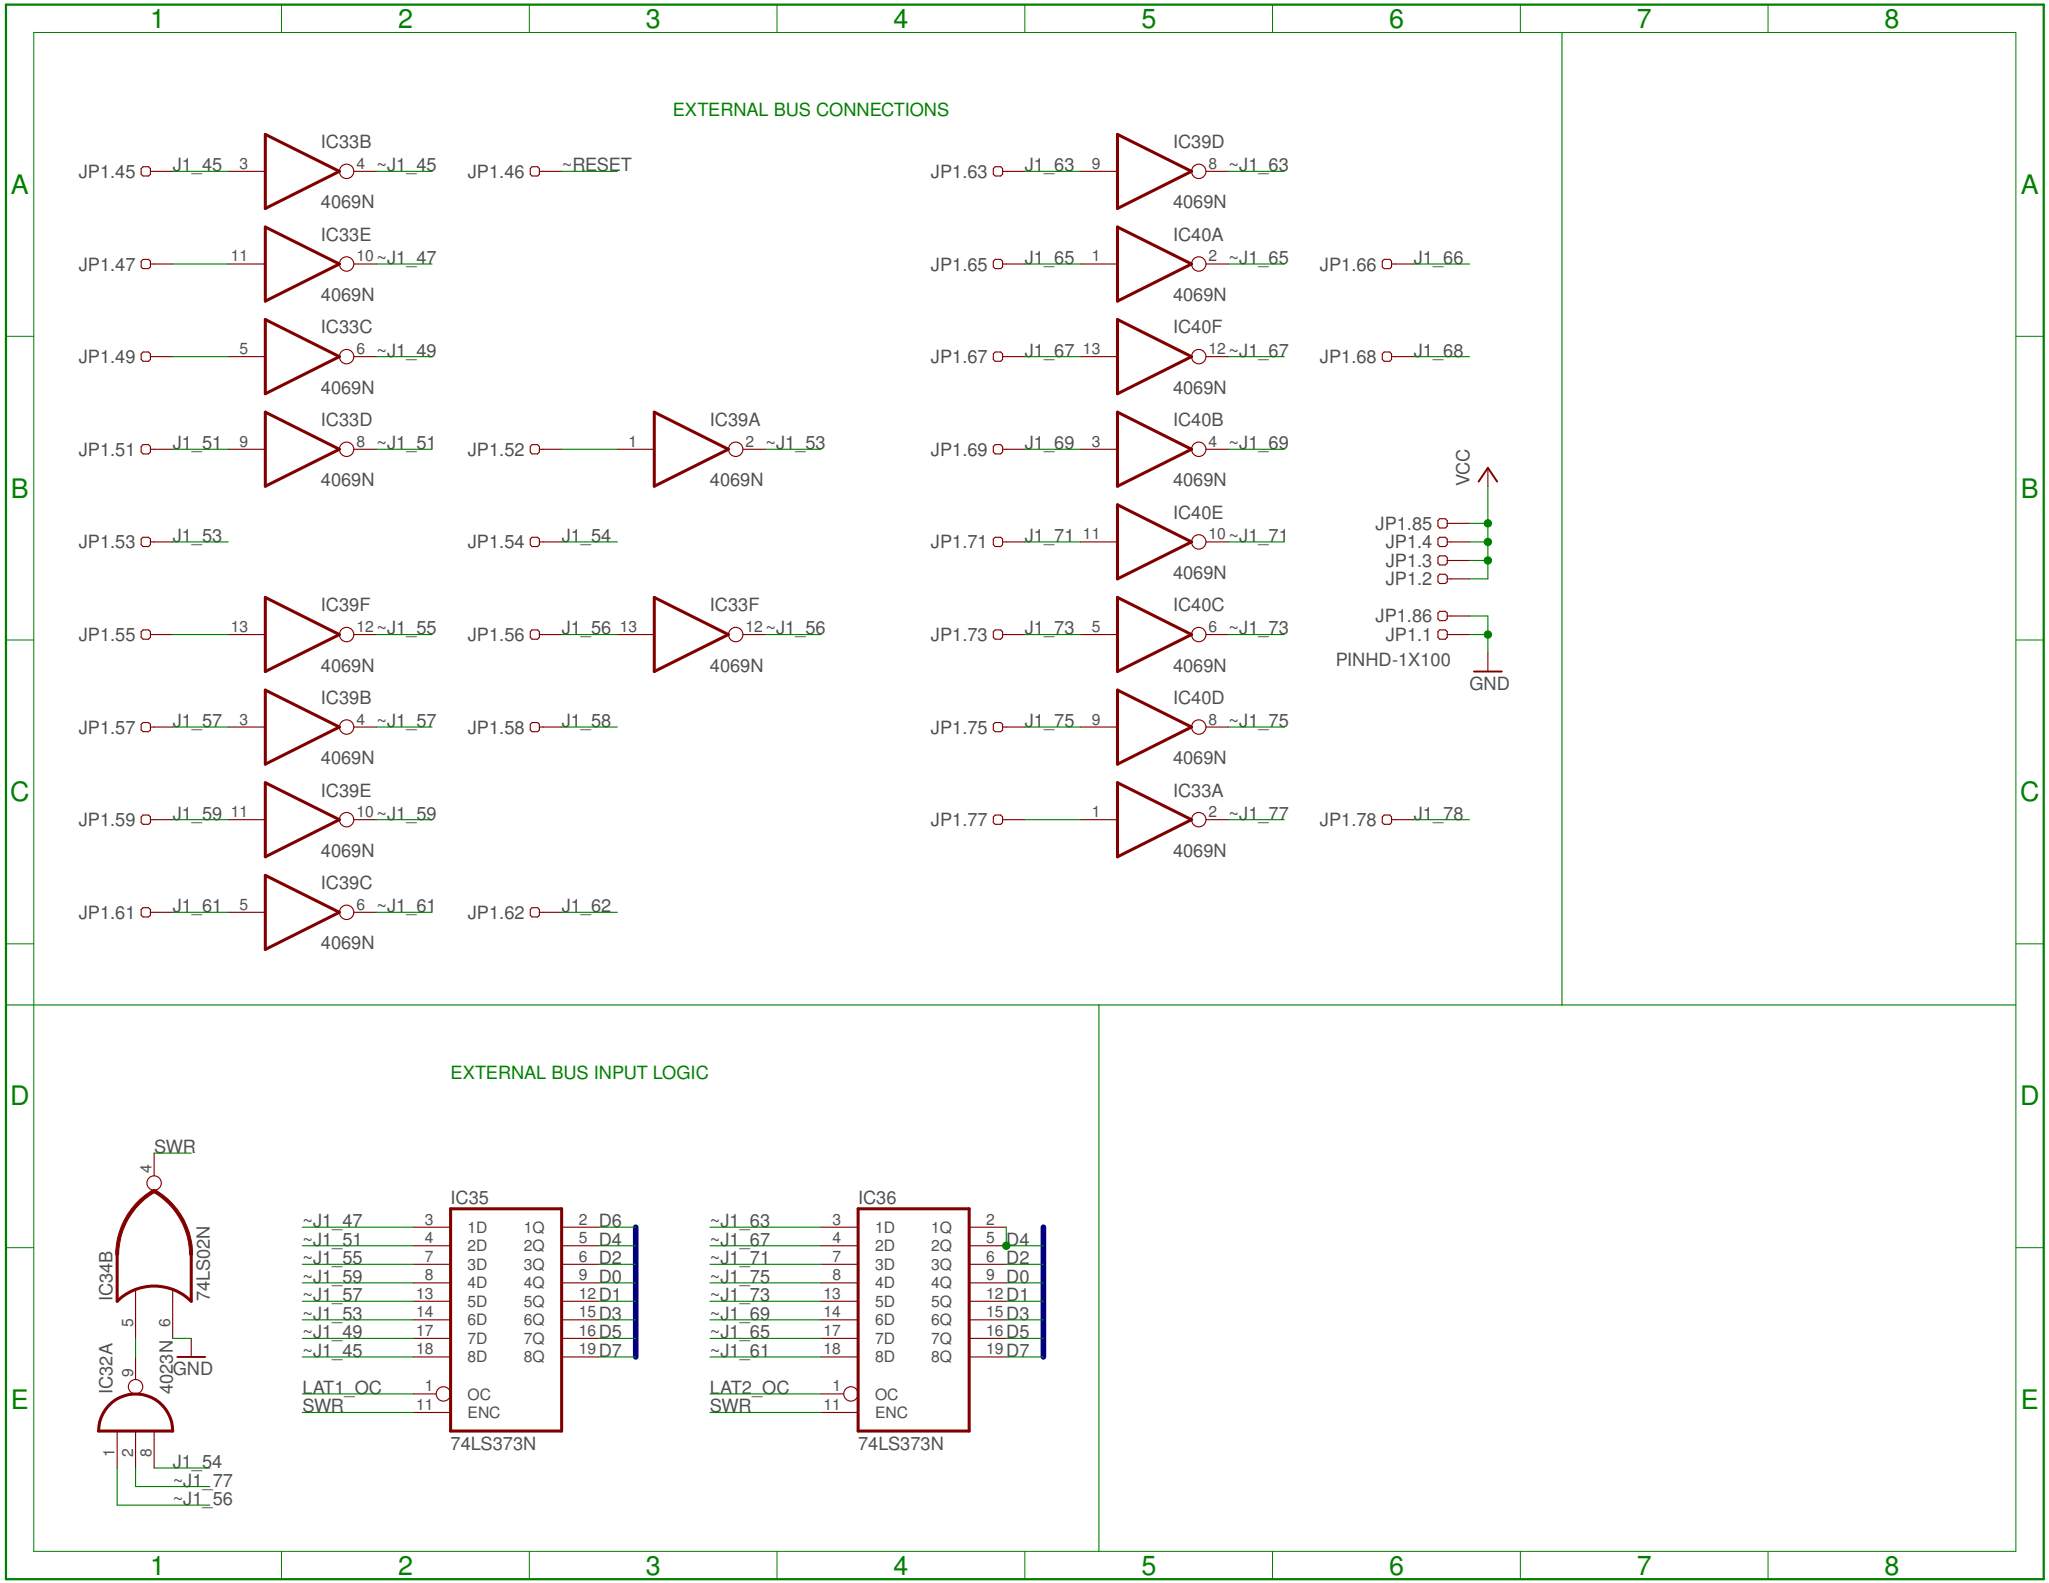 1 2 3 4 5 6 7 8
EXTERNAL BUS CONNECTIONS
A A
JP1.45 J1_45 3 IC33B 4 ~J1_45 4069N
JP1.46 ~RESET
JP1.63 J1_63 9 IC39D 8 ~J1_63 4069N
JP1.47 11 IC33E 10 ~J1_47 4069N
JP1.65 J1_65 1 IC40A 2 ~J1_65 4069N
JP1.66 J1_66
JP1.49 5 IC33C 6 ~J1_49 4069N
JP1.67 J1_67 13 IC40F 12 ~J1_67 4069N
JP1.68 J1_68
B B
JP1.51 J1_51 9 IC33D 8 ~J1_51 4069N
JP1.52 1 IC39A 2 ~J1_53 4069N
JP1.69 J1_69 3 IC40B 4 ~J1_69 4069N
JP1.53 J1_53
JP1.54 J1_54
JP1.71 J1_71 11 IC40E 10 ~J1_71 4069N
VCC
JP1.85
JP1.4
JP1.3
JP1.2
JP1.86
JP1.1
PINHD-1X100
GND
JP1.55 13 IC39F 12 ~J1_55 4069N
JP1.56 J1_56 13 IC33F 12 ~J1_56 4069N
JP1.73 J1_73 5 IC40C 6 ~J1_73 4069N
JP1.57 J1_57 3 IC39B 4 ~J1_57 4069N
JP1.58 J1_58
JP1.75 J1_75 9 IC40D 8 ~J1_75 4069N
C C
JP1.59 J1_59 11 IC39E 10 ~J1_59 4069N
JP1.77 1 IC33A 2 ~J1_77 4069N
JP1.78 J1_78
JP1.61 J1_61 5 IC39C 6 ~J1_61 4069N
JP1.62 J1_62
EXTERNAL BUS INPUT LOGIC
D D
SWR
4
IC34B
74LS02N
5 6
GND
IC32A
4023N
9
1 2 8
J1_54
~J1_77
~J1_56
E E
IC35
~J1_47 3 1D 1Q 2 D6
~J1_51 4 2D 2Q 5 D4
~J1_55 7 3D 3Q 6 D2
~J1_59 8 4D 4Q 9 D0
~J1_57 13 5D 5Q 12 D1
~J1_53 14 6D 6Q 15 D3
~J1_49 17 7D 7Q 16 D5
~J1_45 18 8D 8Q 19 D7
LAT1_OC 1 OC
SWR 11 ENC
74LS373N
IC36
~J1_63 3 1D 1Q 2
~J1_67 4 2D 2Q 5 D4
~J1_71 7 3D 3Q 6 D2
~J1_75 8 4D 4Q 9 D0
~J1_73 13 5D 5Q 12 D1
~J1_69 14 6D 6Q 15 D3
~J1_65 17 7D 7Q 16 D5
~J1_61 18 8D 8Q 19 D7
LAT2_OC 1 OC
SWR 11 ENC
74LS373N
1 2 3 4 5 6 7 8